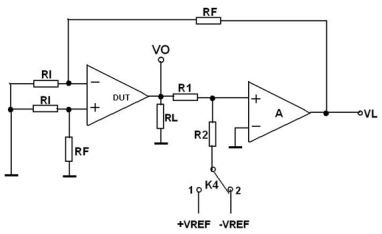 RF
VO
RI
−
DUT
R1
+
A
VL
RI
+
RL
R2
−
RF
K4
1
2
+VREF -VREF